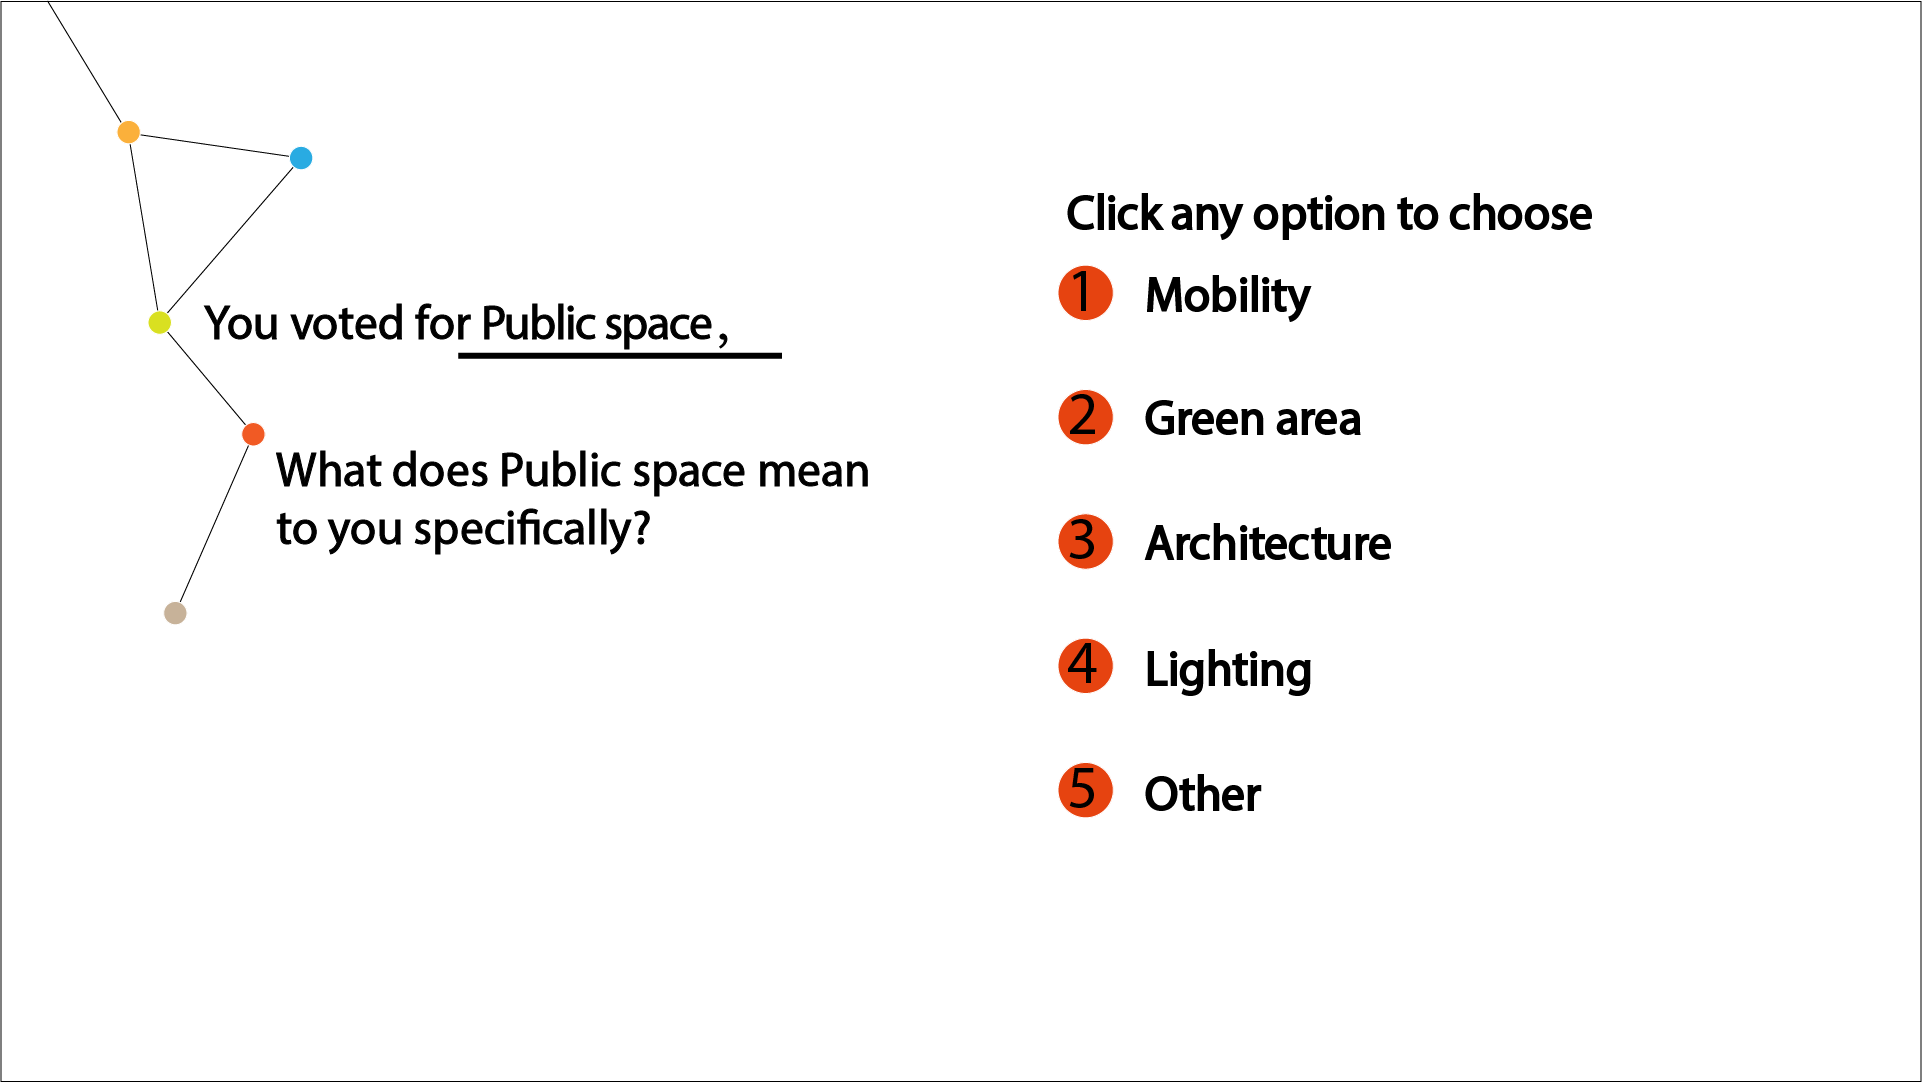 You voted for Public space,
What does Public space mean
to you specifically?
Click any option to choose
1 Mobility
2 Green area
3 Architecture
4 Lighting
5 Other